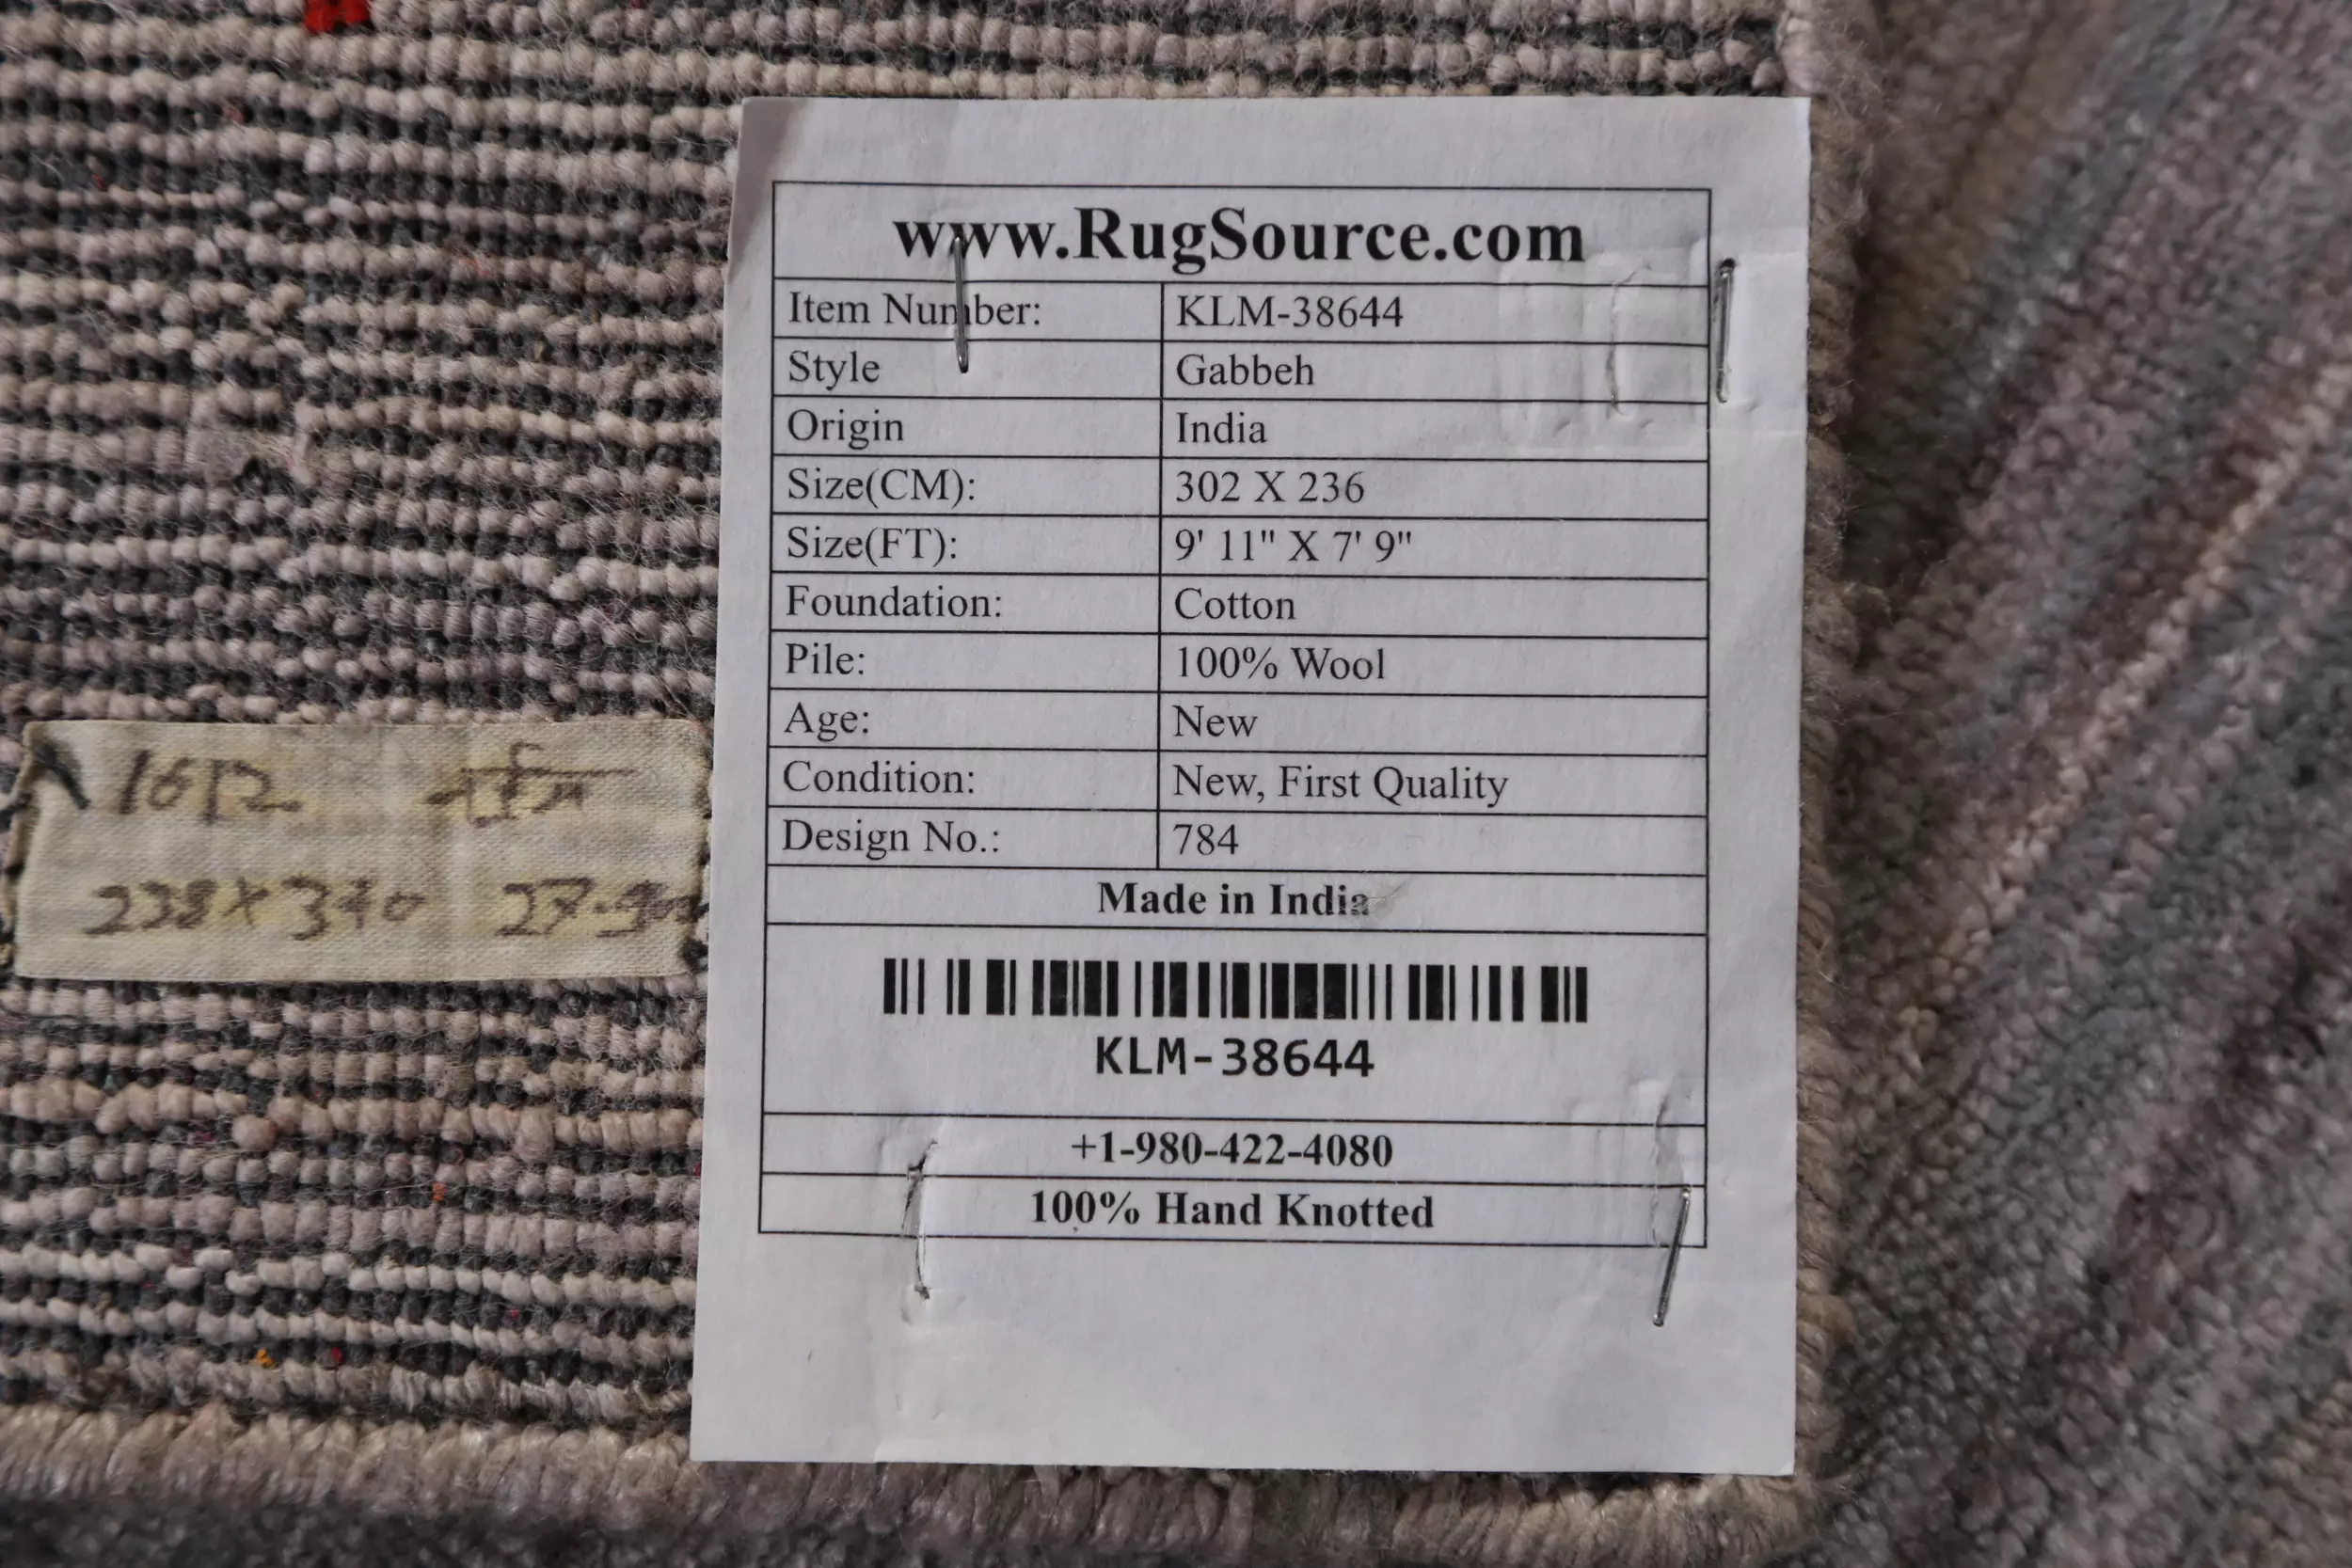 www.RugSource.com
Item Number: KLM-38644
Style Gabbeh
Origin India
Size(CM): 302 X 236
Size(FT): 9' 11" X 7' 9"
Foundation: Cotton
Pile: 100% Wool
Age: New
Condition: New, First Quality
Design No.: 784
Made in India
KLM-38644
+1-980-422-4080
100% Hand Knotted
238 X